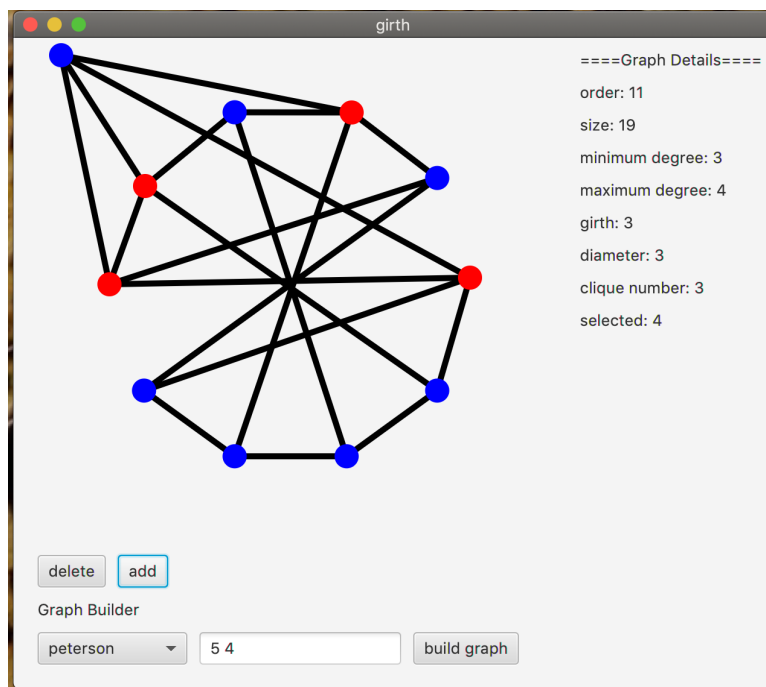 girth
====Graph Details====
order: 11
size: 19
minimum degree: 3
maximum degree: 4
girth: 3
diameter: 3
clique number: 3
selected: 4
delete
add
Graph Builder
peterson
5 4
build graph